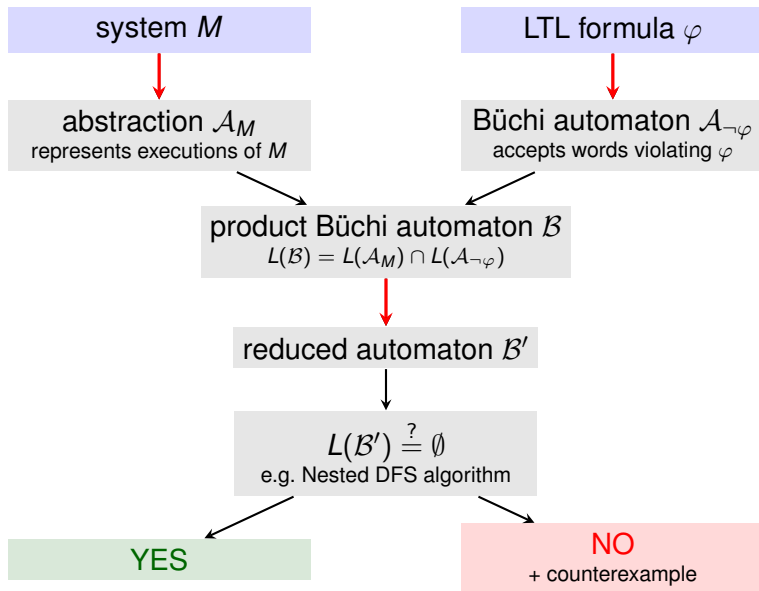 system M
LTL formula φ
abstraction 𝒜_M
represents executions of M
Büchi automaton 𝒜_¬φ
accepts words violating φ
product Büchi automaton ℬ
L(ℬ) = L(𝒜_M) ∩ L(𝒜_¬φ)
reduced automaton ℬ′
L(ℬ′) ≟ ∅
e.g. Nested DFS algorithm
YES
NO
+ counterexample